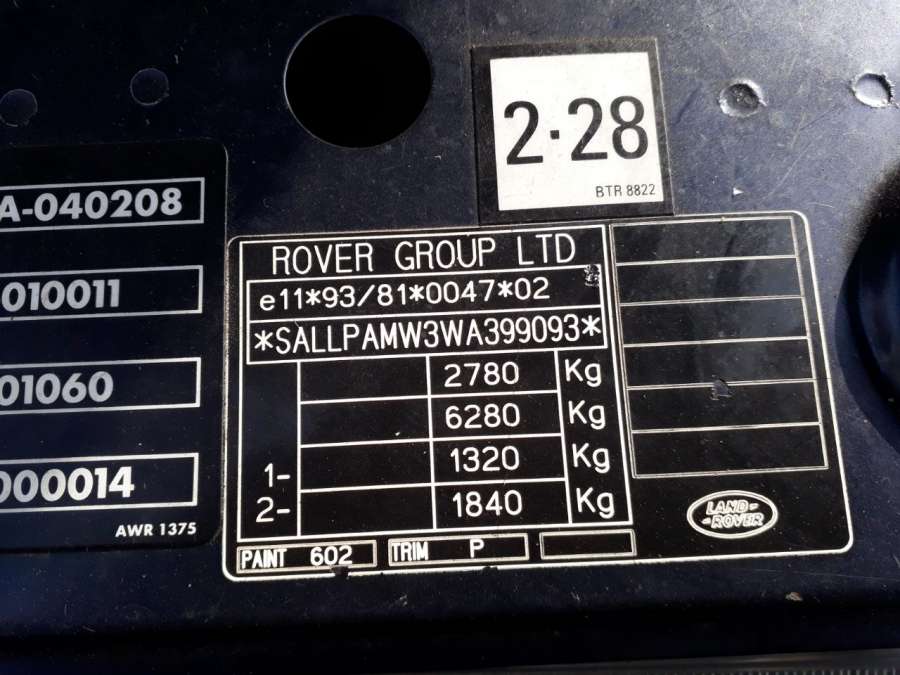 2·28
BTR 8822
A-040208
010011
01060
000014
AWR 1375
ROVER GROUP LTD
e11*93/81*0047*02
*SALLPAMW3WA399093*
2780 Kg
6280 Kg
1- 1320 Kg
2- 1840 Kg
PAINT 602 TRIM P
LAND-
-ROVER